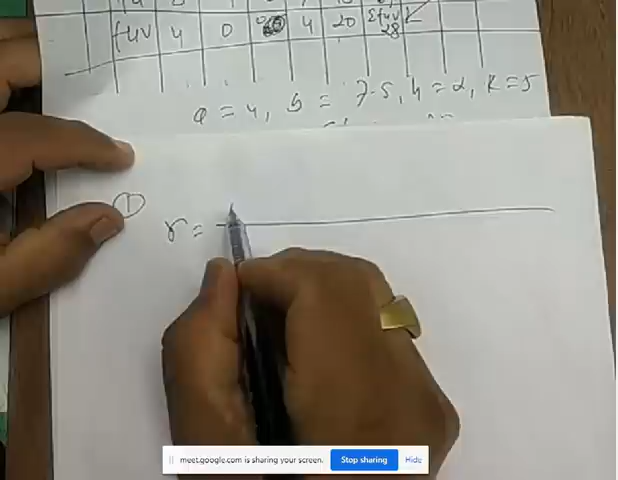 fuv 4 0 4 20 Σfuv
28
a = 4, b = 7.5, h = 2, k = 5
①
r =
meet.google.com is sharing your screen. Stop sharing Hide